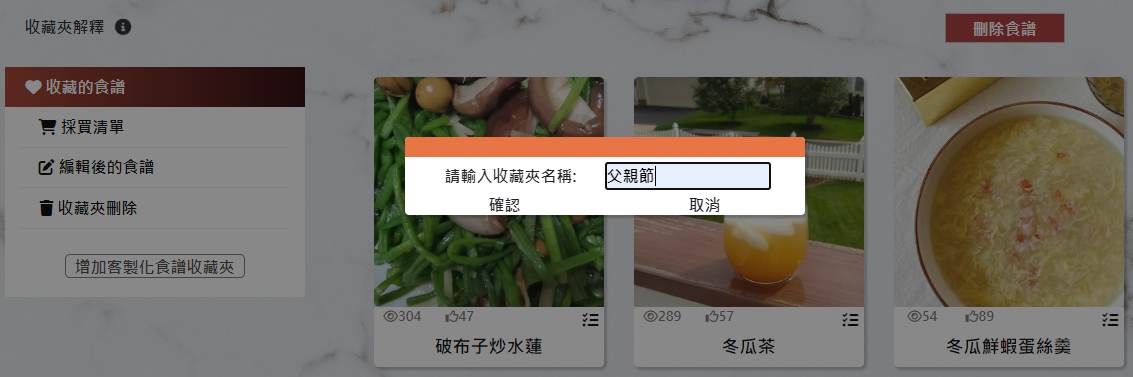 收藏夾解釋
刪除食譜
收藏的食譜
採買清單
編輯後的食譜
收藏夾刪除
增加客製化食譜收藏夾
請輸入收藏夾名稱: 父親節
確認 取消
304 47
破布子炒水蓮
289 57
冬瓜茶
54 89
冬瓜鮮蝦蛋絲羹